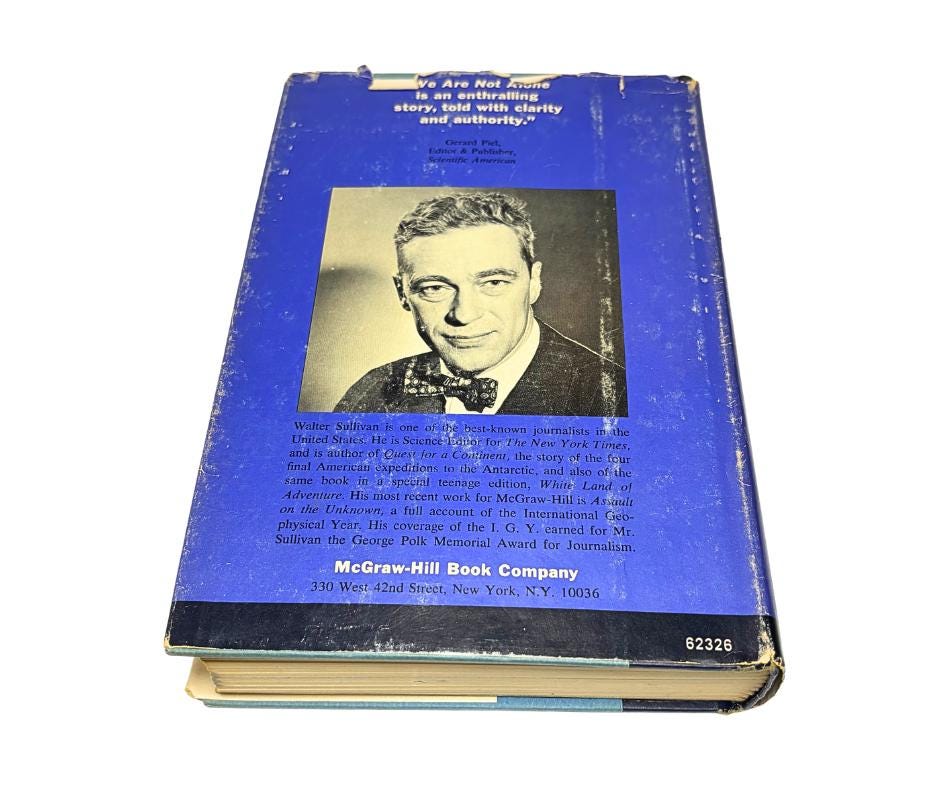 We Are Not Alone
is an enthralling
story, told with clarity
and authority."
Gerard Piel,
Editor & Publisher,
Scientific American
Walter Sullivan is one of the best-known journalists in the
United States. He is Science Editor for The New York Times,
and is author of Quest for a Continent, the story of the four
final American expeditions to the Antarctic, and also of the
same book in a special teenage edition, White Land of
Adventure. His most recent work for McGraw-Hill is Assault
on the Unknown, a full account of the International Geo-
physical Year. His coverage of the I. G. Y. earned for Mr.
Sullivan the George Polk Memorial Award for Journalism.
McGraw-Hill Book Company
330 West 42nd Street, New York, N.Y. 10036
62326